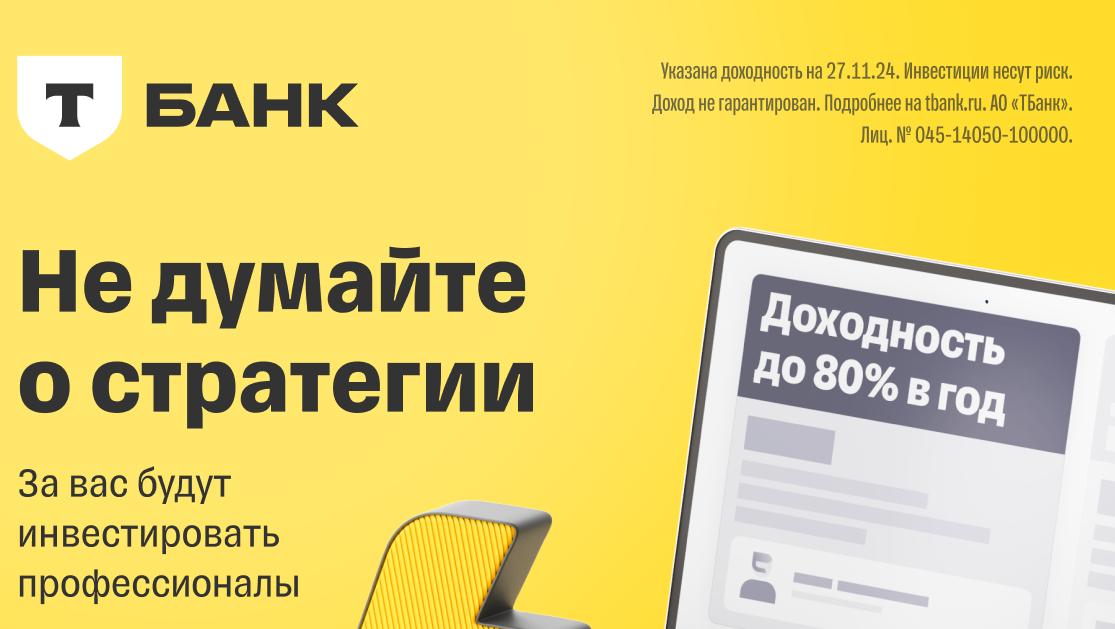 Т БАНК
Указана доходность на 27.11.24. Инвестиции несут риск.
Доход не гарантирован. Подробнее на tbank.ru. АО «ТБанк».
Лиц. № 045-14050-100000.
Не думайте
о стратегии
За вас будут
инвестировать
профессионалы
Доходность
до 80% в год